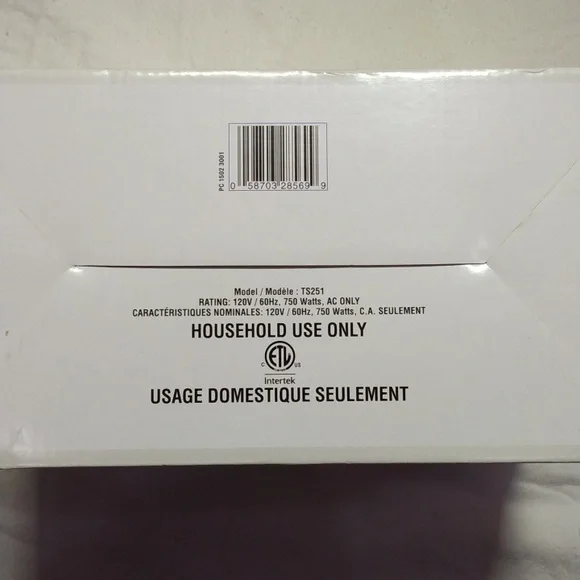 PC 1502 3001
0 58703 28569 9
Model / Modèle : TS251
RATING: 120V / 60Hz, 750 Watts, AC ONLY
CARACTÉRISTIQUES NOMINALES: 120V / 60Hz, 750 Watts, C.A. SEULEMENT
HOUSEHOLD USE ONLY
C ETL US
Intertek
USAGE DOMESTIQUE SEULEMENT